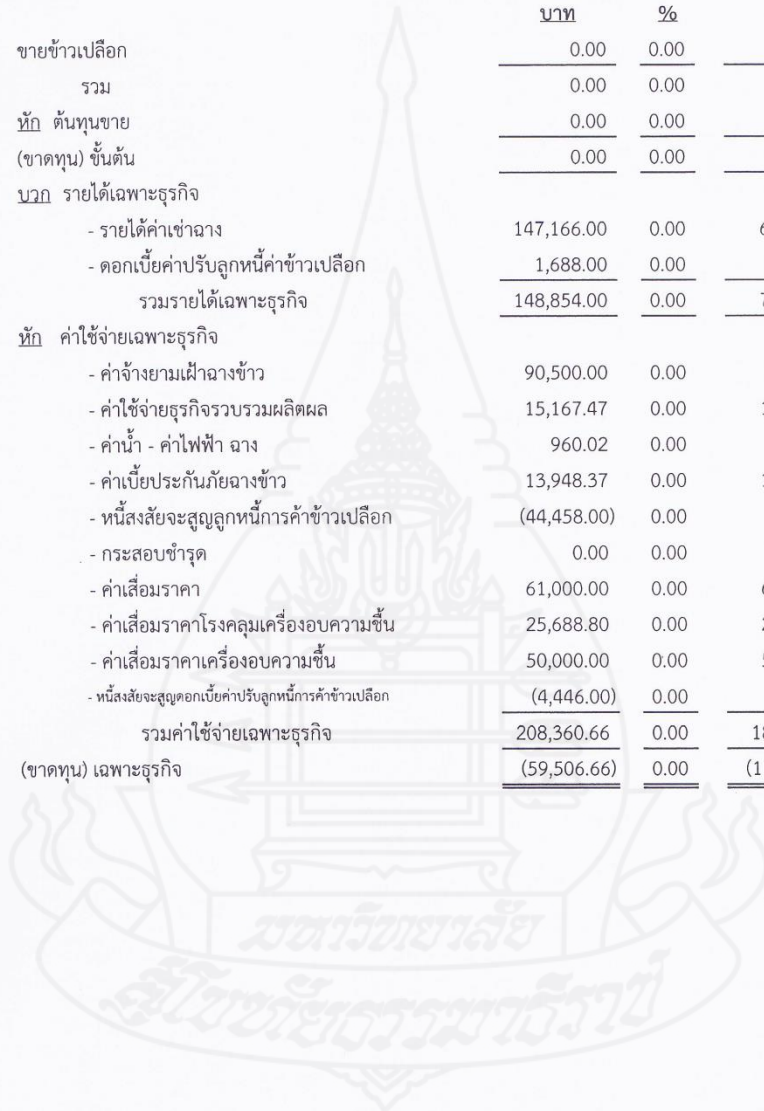 บาท %
ขายข้าวเปลือก 0.00 0.00
รวม 0.00 0.00
หัก ต้นทุนขาย 0.00 0.00
(ขาดทุน) ขั้นต้น 0.00 0.00
บวก รายได้เฉพาะธุรกิจ
- รายได้ค่าเช่าฉาง 147,166.00 0.00
- ดอกเบี้ยค่าปรับลูกหนี้ค่าข้าวเปลือก 1,688.00 0.00
รวมรายได้เฉพาะธุรกิจ 148,854.00 0.00
หัก ค่าใช้จ่ายเฉพาะธุรกิจ
- ค่าจ้างยามเฝ้าฉางข้าว 90,500.00 0.00
- ค่าใช้จ่ายธุรกิจรวบรวมผลิตผล 15,167.47 0.00
- ค่าน้ำ - ค่าไฟฟ้า ฉาง 960.02 0.00
- ค่าเบี้ยประกันภัยฉางข้าว 13,948.37 0.00
- หนี้สงสัยจะสูญลูกหนี้การค้าข้าวเปลือก (44,458.00) 0.00
- กระสอบชำรุด 0.00 0.00
- ค่าเสื่อมราคา 61,000.00 0.00
- ค่าเสื่อมราคาโรงคลุมเครื่องอบความชื้น 25,688.80 0.00
- ค่าเสื่อมราคาเครื่องอบความชื้น 50,000.00 0.00
- หนี้สงสัยจะสูญดอกเบี้ยค่าปรับลูกหนี้การค้าข้าวเปลือก (4,446.00) 0.00
รวมค่าใช้จ่ายเฉพาะธุรกิจ 208,360.66 0.00
(ขาดทุน) เฉพาะธุรกิจ (59,506.66) 0.00
มหาวิทยาลัย
สุโขทัยธรรมาธิราช